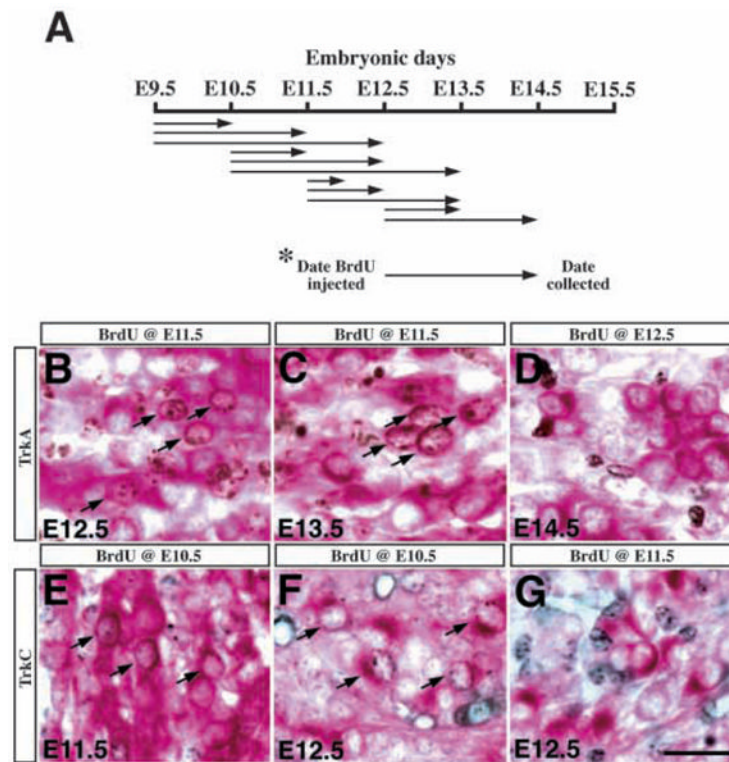 A
Embryonic days
E9.5 E10.5 E11.5 E12.5 E13.5 E14.5 E15.5
* Date BrdU injected
Date collected
BrdU @ E11.5 BrdU @ E11.5 BrdU @ E12.5
TrkA
B C D
E12.5 E13.5 E14.5
BrdU @ E10.5 BrdU @ E10.5 BrdU @ E11.5
TrkC
E F G
E11.5 E12.5 E12.5